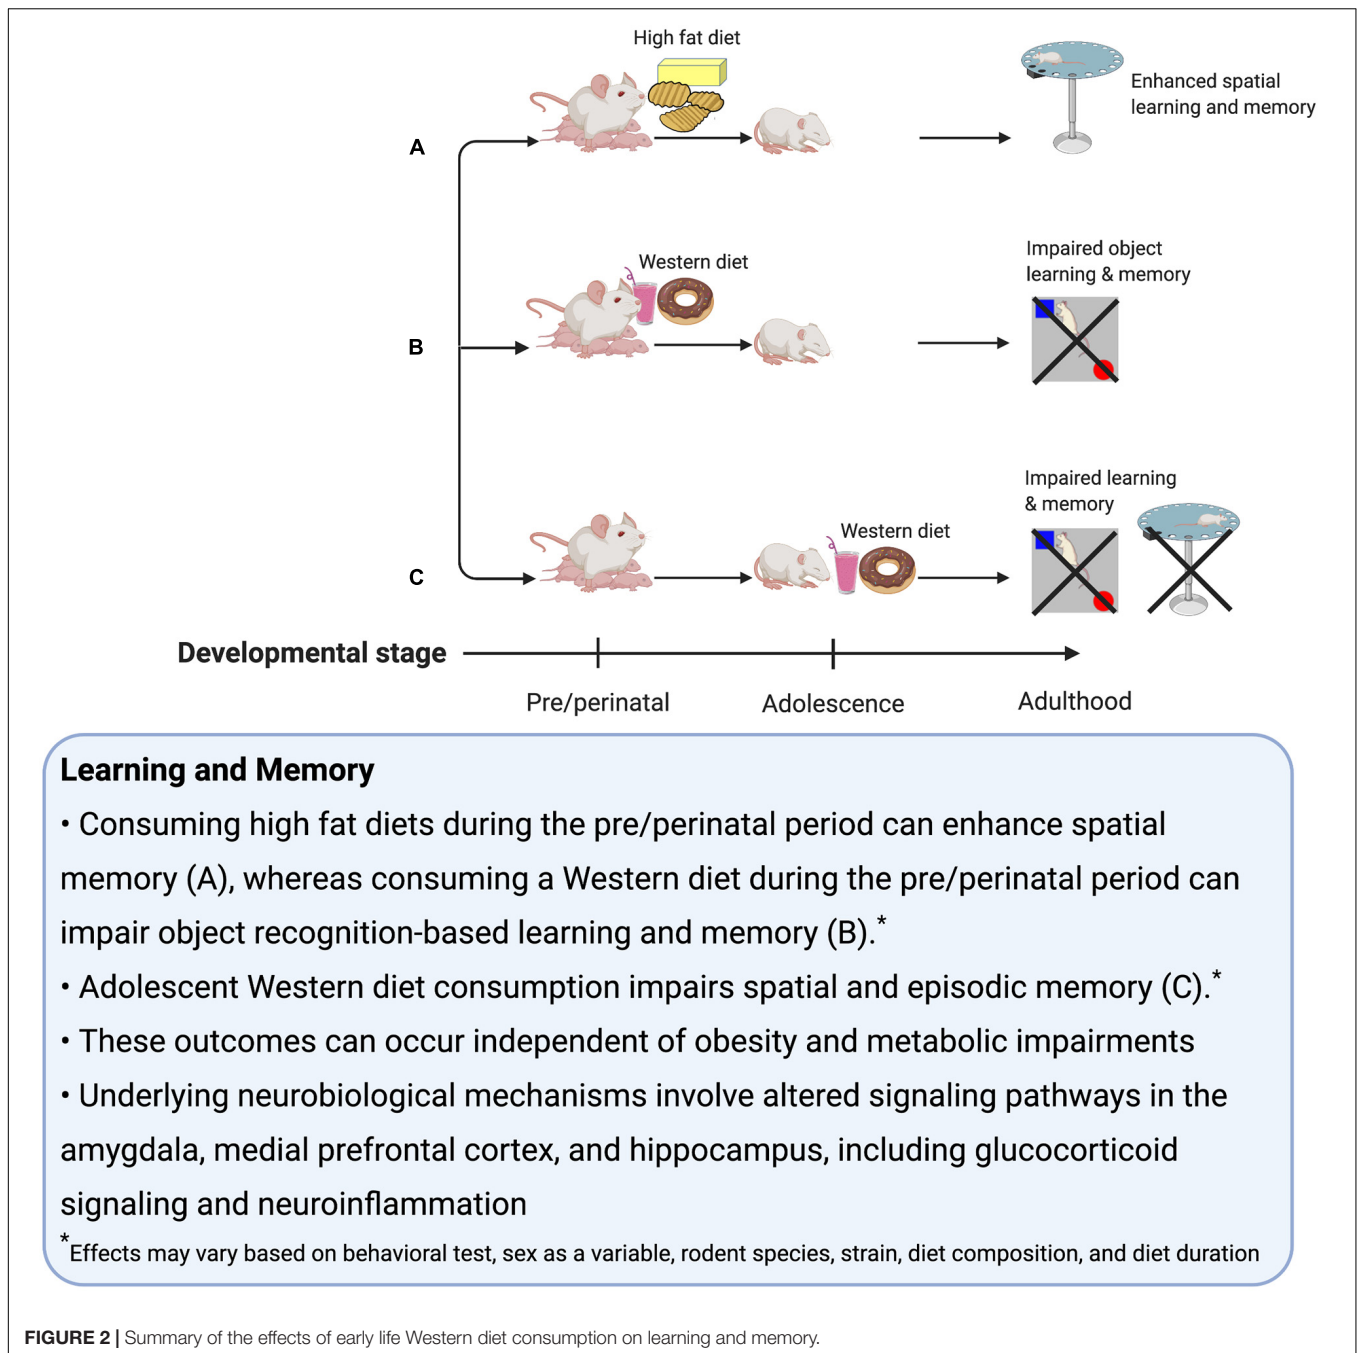 High fat diet
Enhanced spatial
learning and memory
A
Western diet
Impaired object
learning & memory
B
Western diet
Impaired learning
& memory
C
Developmental stage
Pre/perinatal
Adolescence
Adulthood
Learning and Memory
• Consuming high fat diets during the pre/perinatal period can enhance spatial
memory (A), whereas consuming a Western diet during the pre/perinatal period can
impair object recognition-based learning and memory (B).*
• Adolescent Western diet consumption impairs spatial and episodic memory (C).*
• These outcomes can occur independent of obesity and metabolic impairments
• Underlying neurobiological mechanisms involve altered signaling pathways in the
amygdala, medial prefrontal cortex, and hippocampus, including glucocorticoid
signaling and neuroinflammation
*Effects may vary based on behavioral test, sex as a variable, rodent species, strain, diet composition, and diet duration
FIGURE 2 | Summary of the effects of early life Western diet consumption on learning and memory.